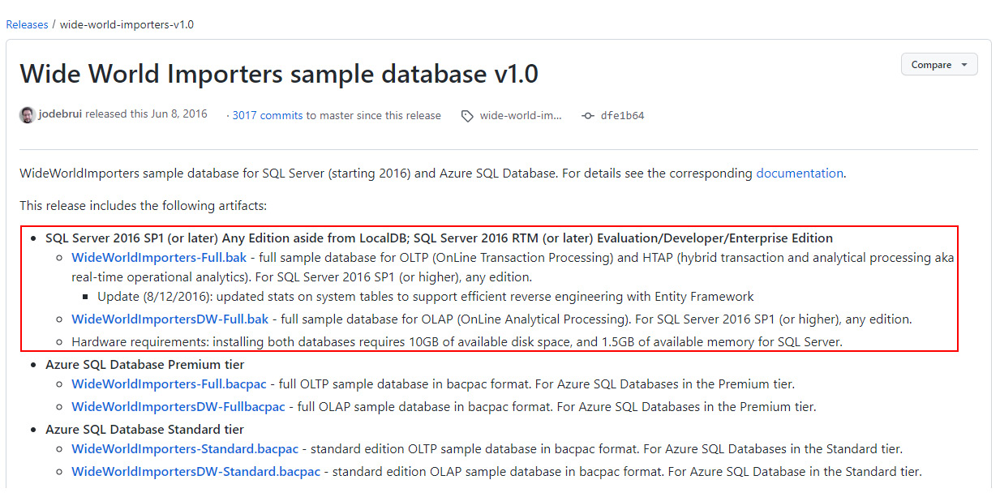 Releases / wide-world-importers-v1.0
Wide World Importers sample database v1.0
Compare
jodebrui released this Jun 8, 2016 · 3017 commits to master since this release wide-world-im... dfe1b64
WideWorldImporters sample database for SQL Server (starting 2016) and Azure SQL Database. For details see the corresponding documentation.
This release includes the following artifacts:
• SQL Server 2016 SP1 (or later) Any Edition aside from LocalDB; SQL Server 2016 RTM (or later) Evaluation/Developer/Enterprise Edition
◦ WideWorldImporters-Full.bak - full sample database for OLTP (OnLine Transaction Processing) and HTAP (hybrid transaction and analytical processing aka
real-time operational analytics). For SQL Server 2016 SP1 (or higher), any edition.
▪ Update (8/12/2016): updated stats on system tables to support efficient reverse engineering with Entity Framework
◦ WideWorldImportersDW-Full.bak - full sample database for OLAP (OnLine Analytical Processing). For SQL Server 2016 SP1 (or higher), any edition.
◦ Hardware requirements: installing both databases requires 10GB of available disk space, and 1.5GB of available memory for SQL Server.
• Azure SQL Database Premium tier
◦ WideWorldImporters-Full.bacpac - full OLTP sample database in bacpac format. For Azure SQL Databases in the Premium tier.
◦ WideWorldImportersDW-Fullbacpac - full OLAP sample database in bacpac format. For Azure SQL Databases in the Premium tier.
• Azure SQL Database Standard tier
◦ WideWorldImporters-Standard.bacpac - standard edition OLTP sample database in bacpac format. For Azure SQL Databases in the Standard tier.
◦ WideWorldImportersDW-Standard.bacpac - standard edition OLAP sample database in bacpac format. For Azure SQL Database in the Standard tier.